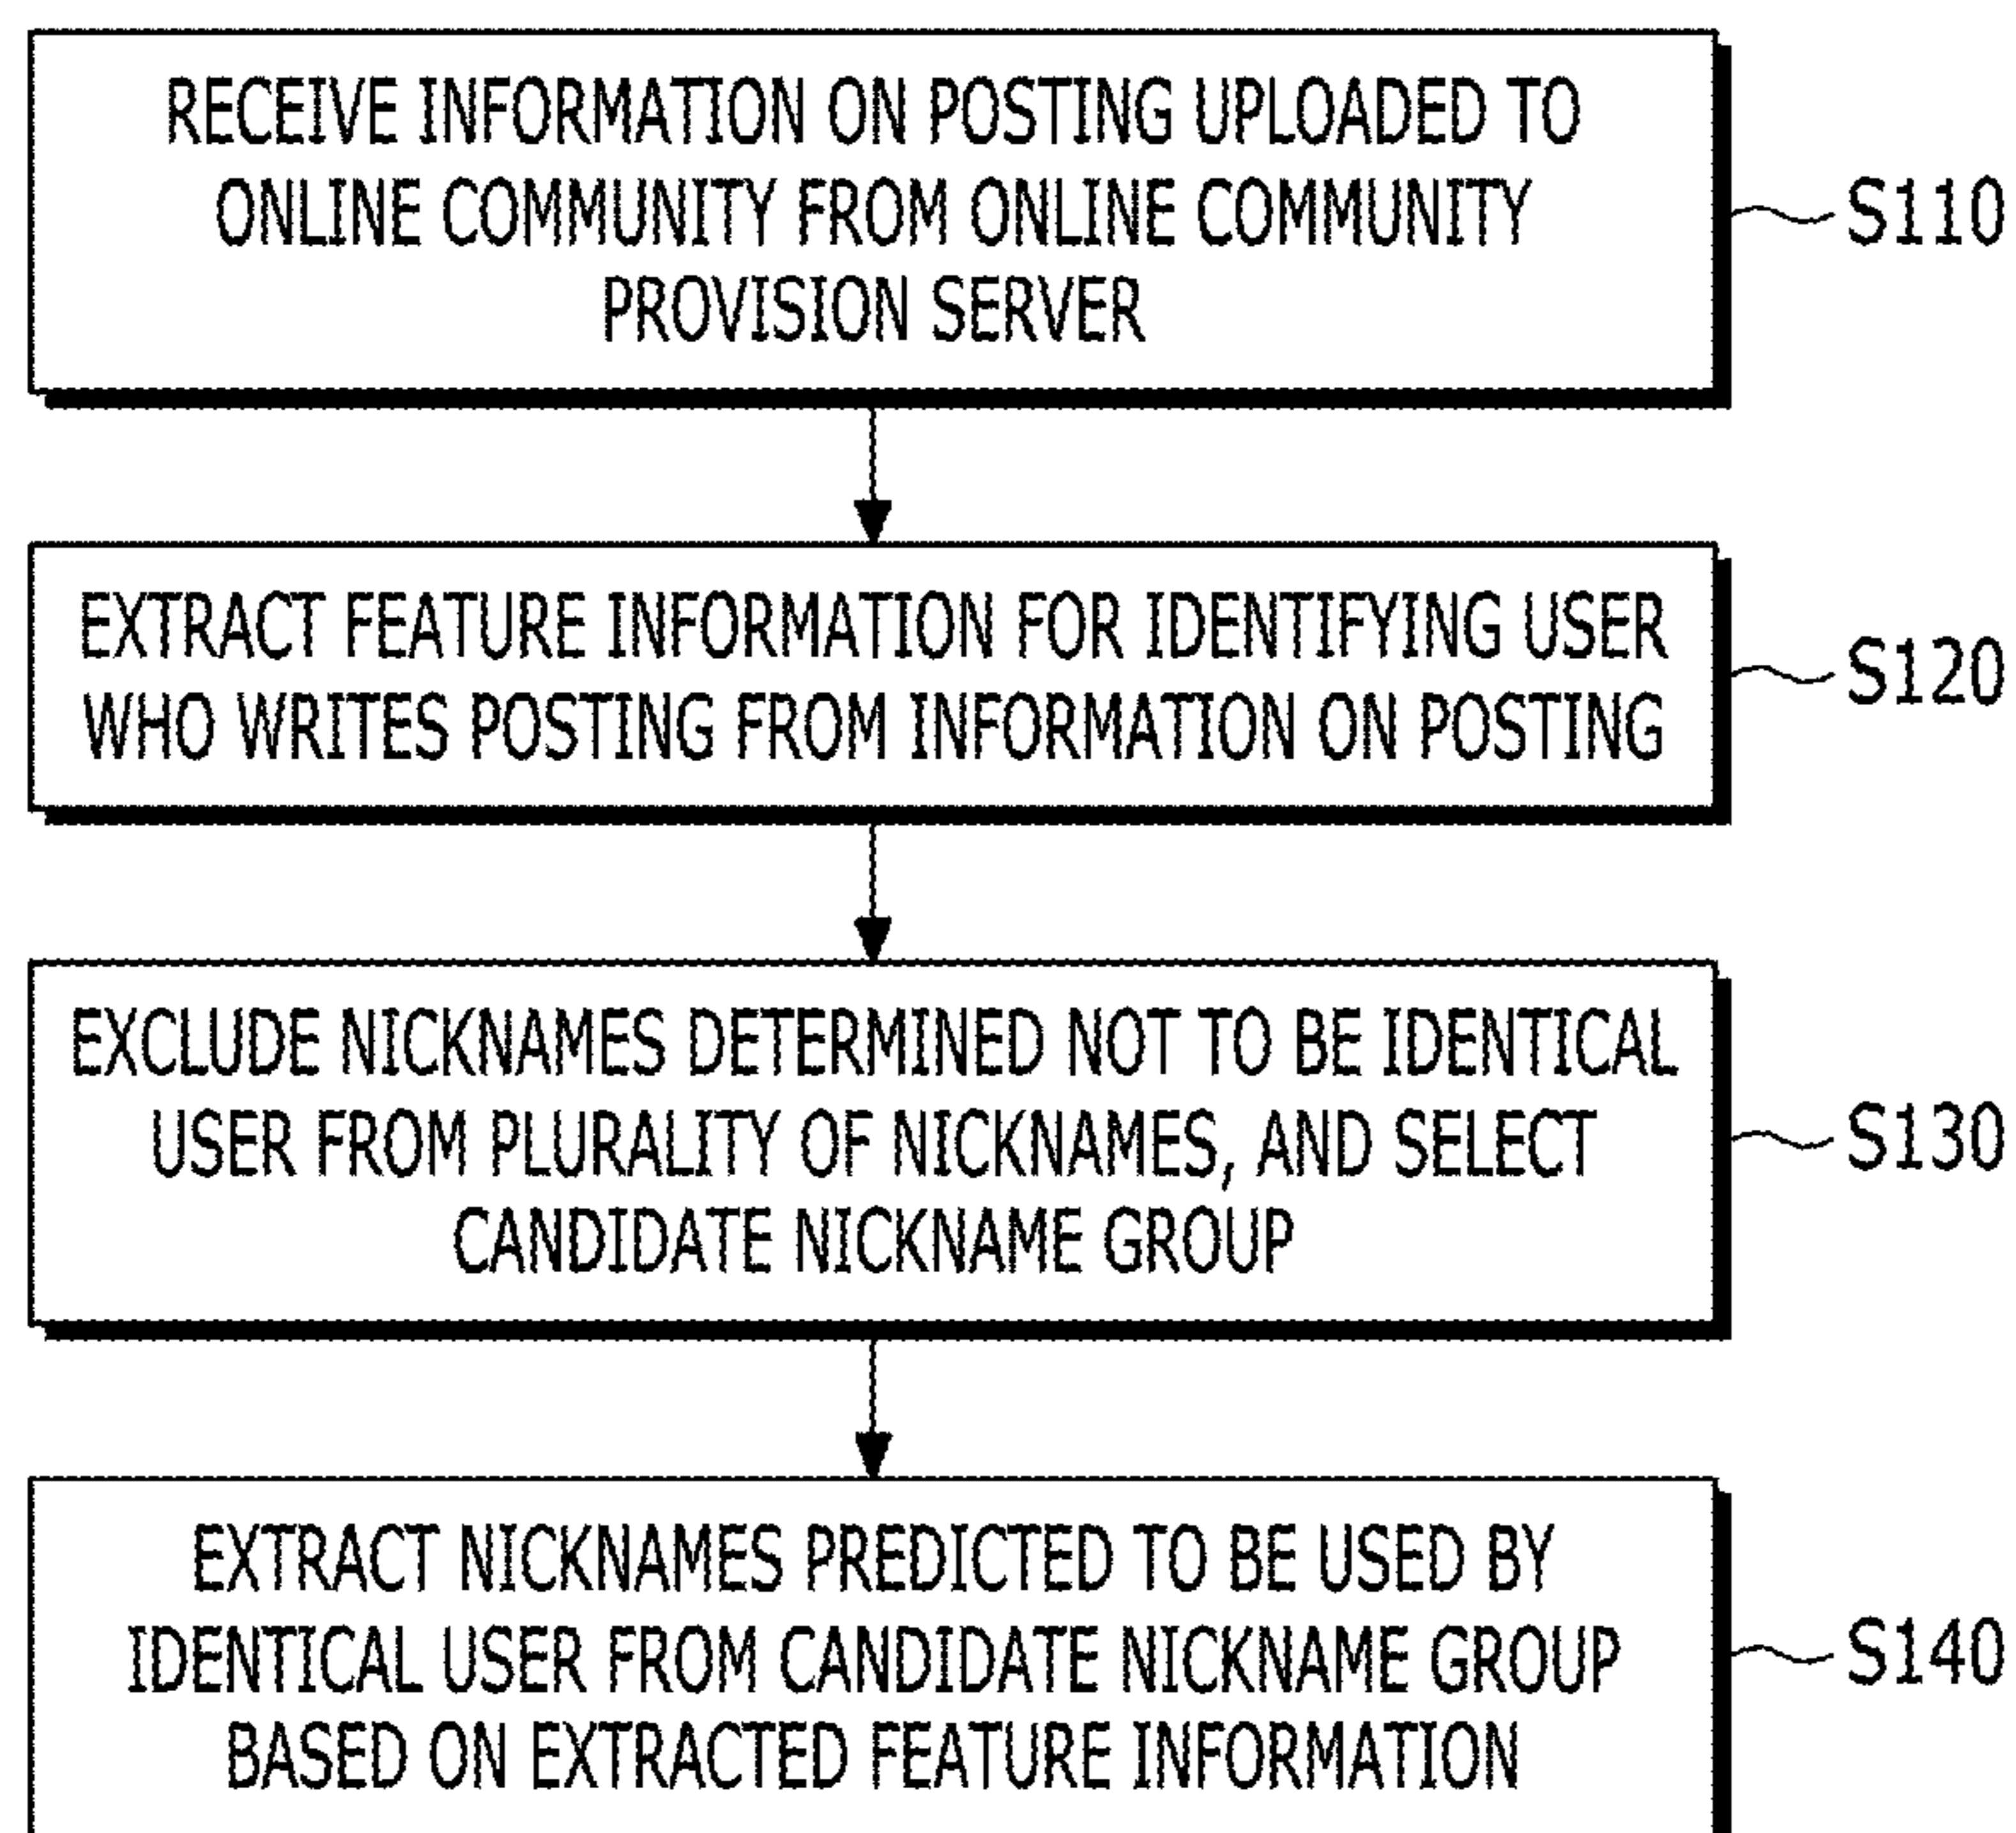 RECEIVE INFORMATION ON POSTING UPLOADED TO
ONLINE COMMUNITY FROM ONLINE COMMUNITY
PROVISION SERVER
S110
EXTRACT FEATURE INFORMATION FOR IDENTIFYING USER
WHO WRITES POSTING FROM INFORMATION ON POSTING
S120
EXCLUDE NICKNAMES DETERMINED NOT TO BE IDENTICAL
USER FROM PLURALITY OF NICKNAMES, AND SELECT
CANDIDATE NICKNAME GROUP
S130
EXTRACT NICKNAMES PREDICTED TO BE USED BY
IDENTICAL USER FROM CANDIDATE NICKNAME GROUP
BASED ON EXTRACTED FEATURE INFORMATION
S140